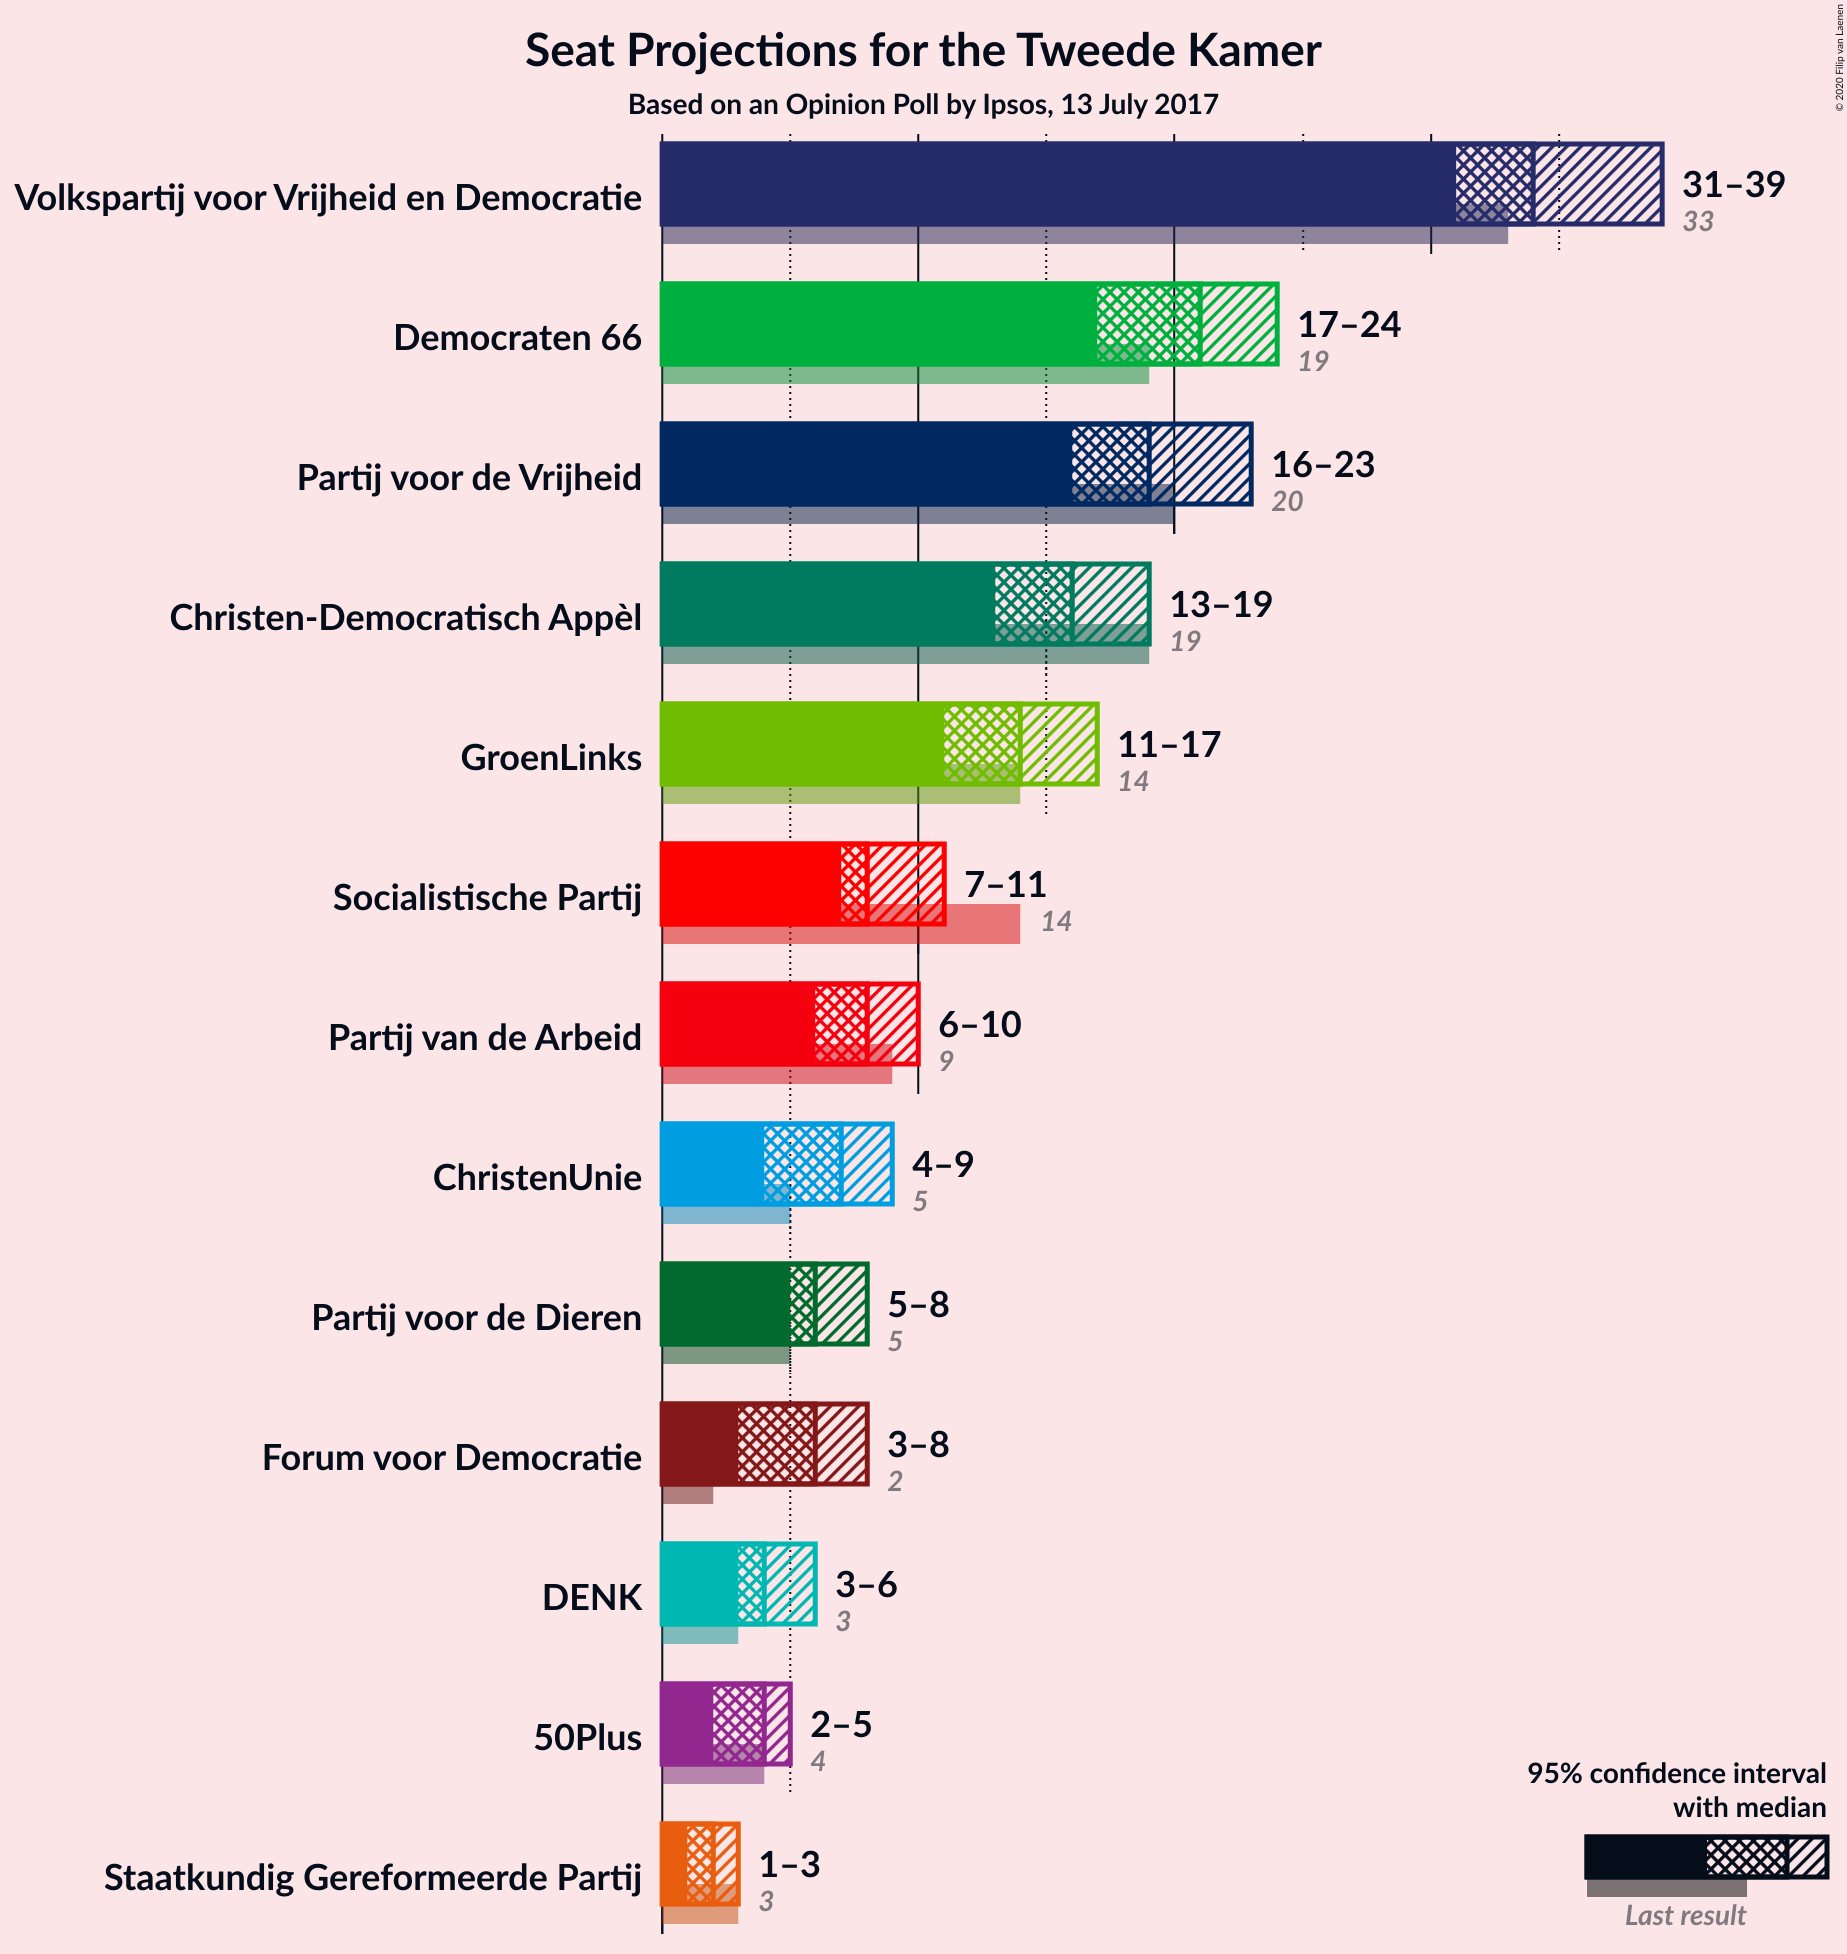 Seat Projections for the Tweede Kamer
Based on an Opinion Poll by Ipsos, 13 July 2017
© 2020 Filip van Laenen
Volkspartij voor Vrijheid en Democratie
31–39
33
Democraten 66
17–24
19
Partij voor de Vrijheid
16–23
20
Christen-Democratisch Appèl
13–19
19
GroenLinks
11–17
14
Socialistische Partij
7–11
14
Partij van de Arbeid
6–10
9
ChristenUnie
4–9
5
Partij voor de Dieren
5–8
5
Forum voor Democratie
3–8
2
DENK
3–6
3
50Plus
2–5
4
Staatkundig Gereformeerde Partij
1–3
3
95% confidence interval
with median
Last result